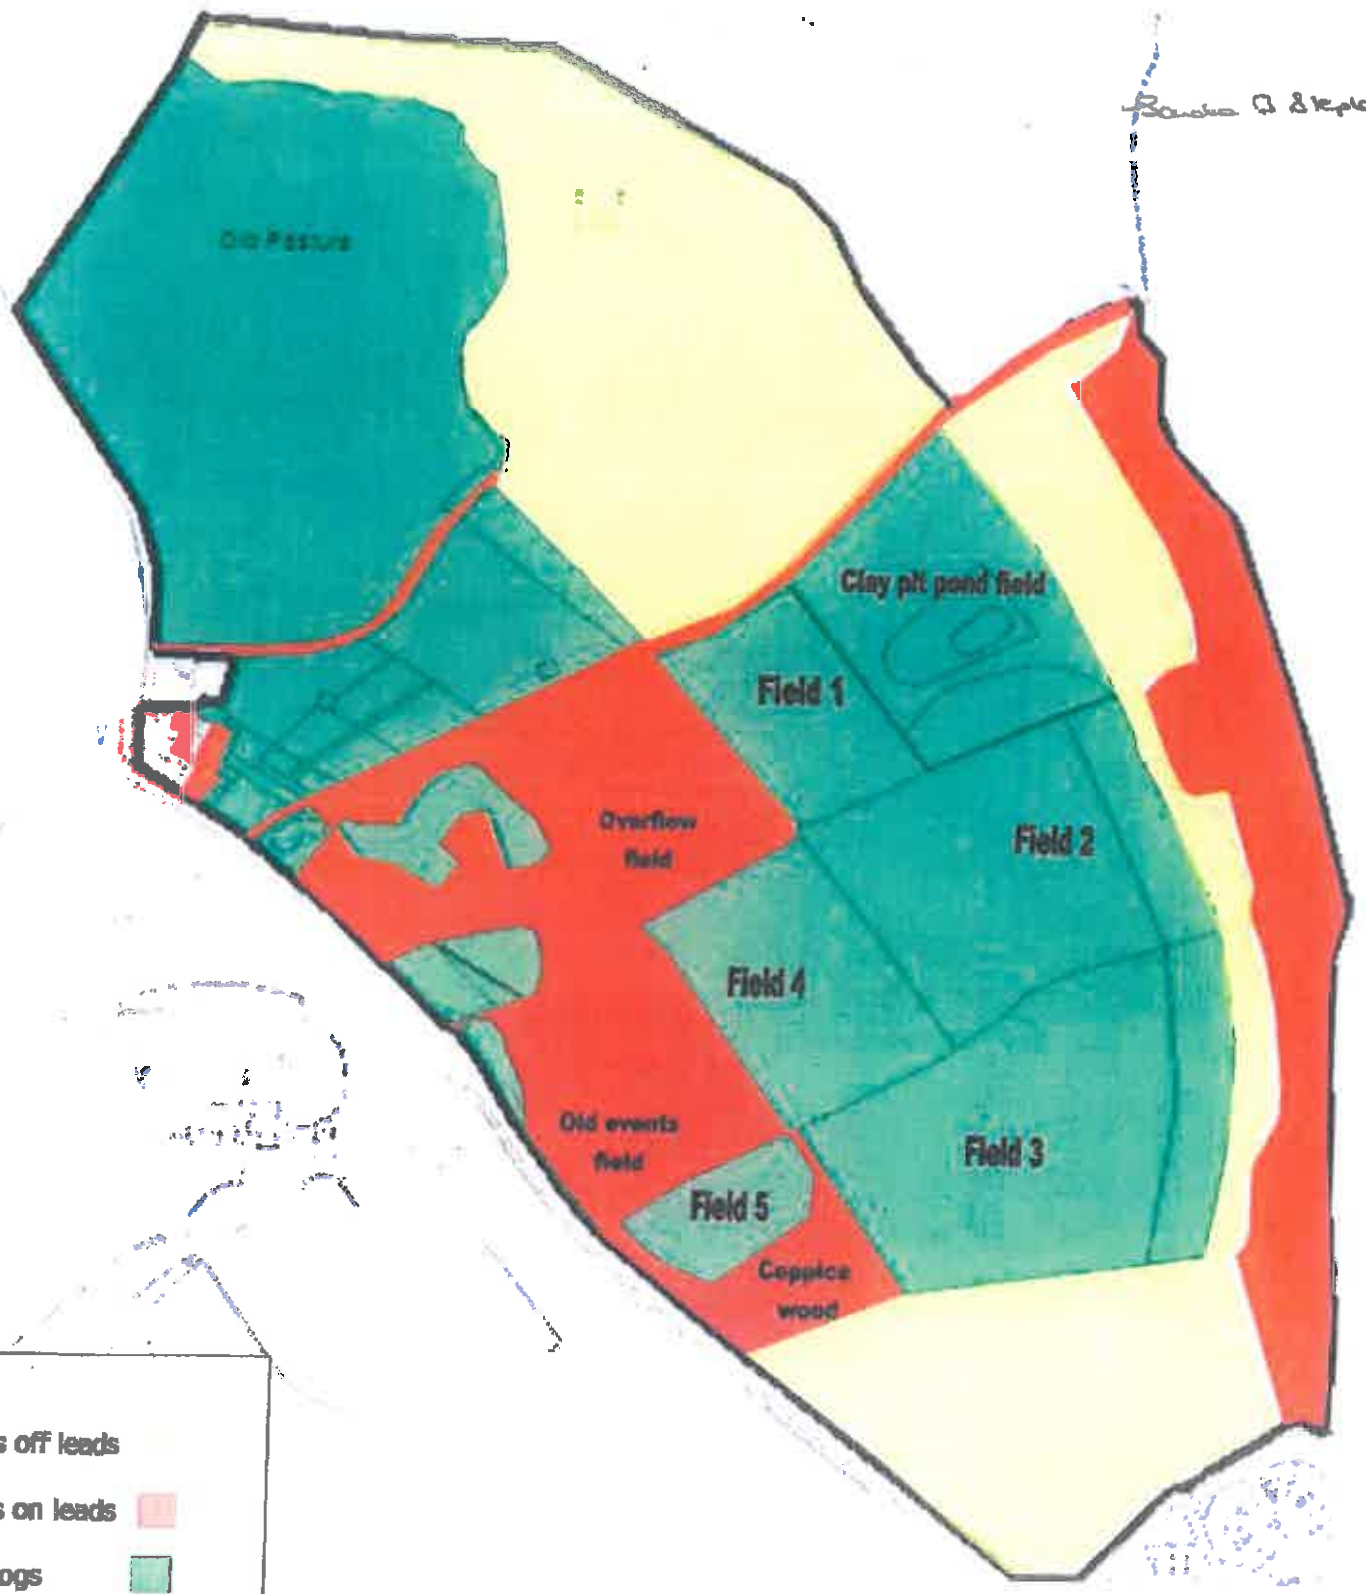 Old Pasture
Clay pit pond field
Field 1
Overflow
field
Field 2
Field 4
Old events
field
Field 3
Field 5
Coppice
wood
s off leads
s on leads
ogs